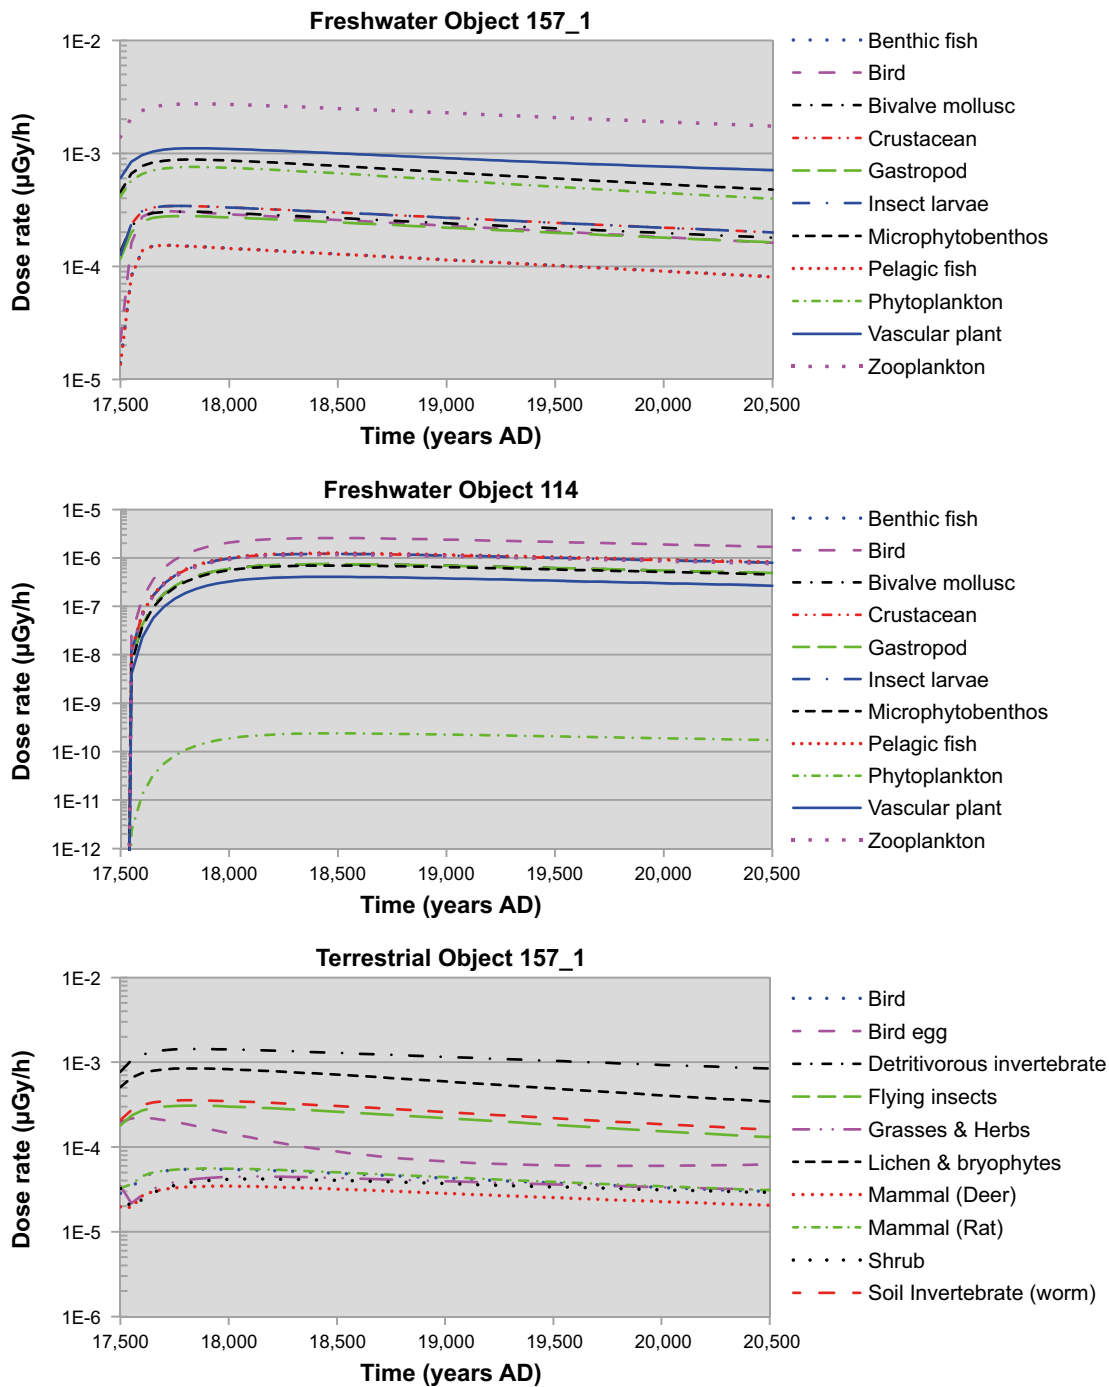 Freshwater Object 157_1
Dose rate (µGy/h)
1E-2
1E-3
1E-4
1E-5
17,500 18,000 18,500 19,000 19,500 20,000 20,500
Time (years AD)
Benthic fish
Bird
Bivalve mollusc
Crustacean
Gastropod
Insect larvae
Microphytobenthos
Pelagic fish
Phytoplankton
Vascular plant
Zooplankton
Freshwater Object 114
Dose rate (µGy/h)
1E-5
1E-6
1E-7
1E-8
1E-9
1E-10
1E-11
1E-12
17,500 18,000 18,500 19,000 19,500 20,000 20,500
Time (years AD)
Benthic fish
Bird
Bivalve mollusc
Crustacean
Gastropod
Insect larvae
Microphytobenthos
Pelagic fish
Phytoplankton
Vascular plant
Zooplankton
Terrestrial Object 157_1
Dose rate (µGy/h)
1E-2
1E-3
1E-4
1E-5
1E-6
17,500 18,000 18,500 19,000 19,500 20,000 20,500
Time (years AD)
Bird
Bird egg
Detritivorous invertebrate
Flying insects
Grasses & Herbs
Lichen & bryophytes
Mammal (Deer)
Mammal (Rat)
Shrub
Soil Invertebrate (worm)